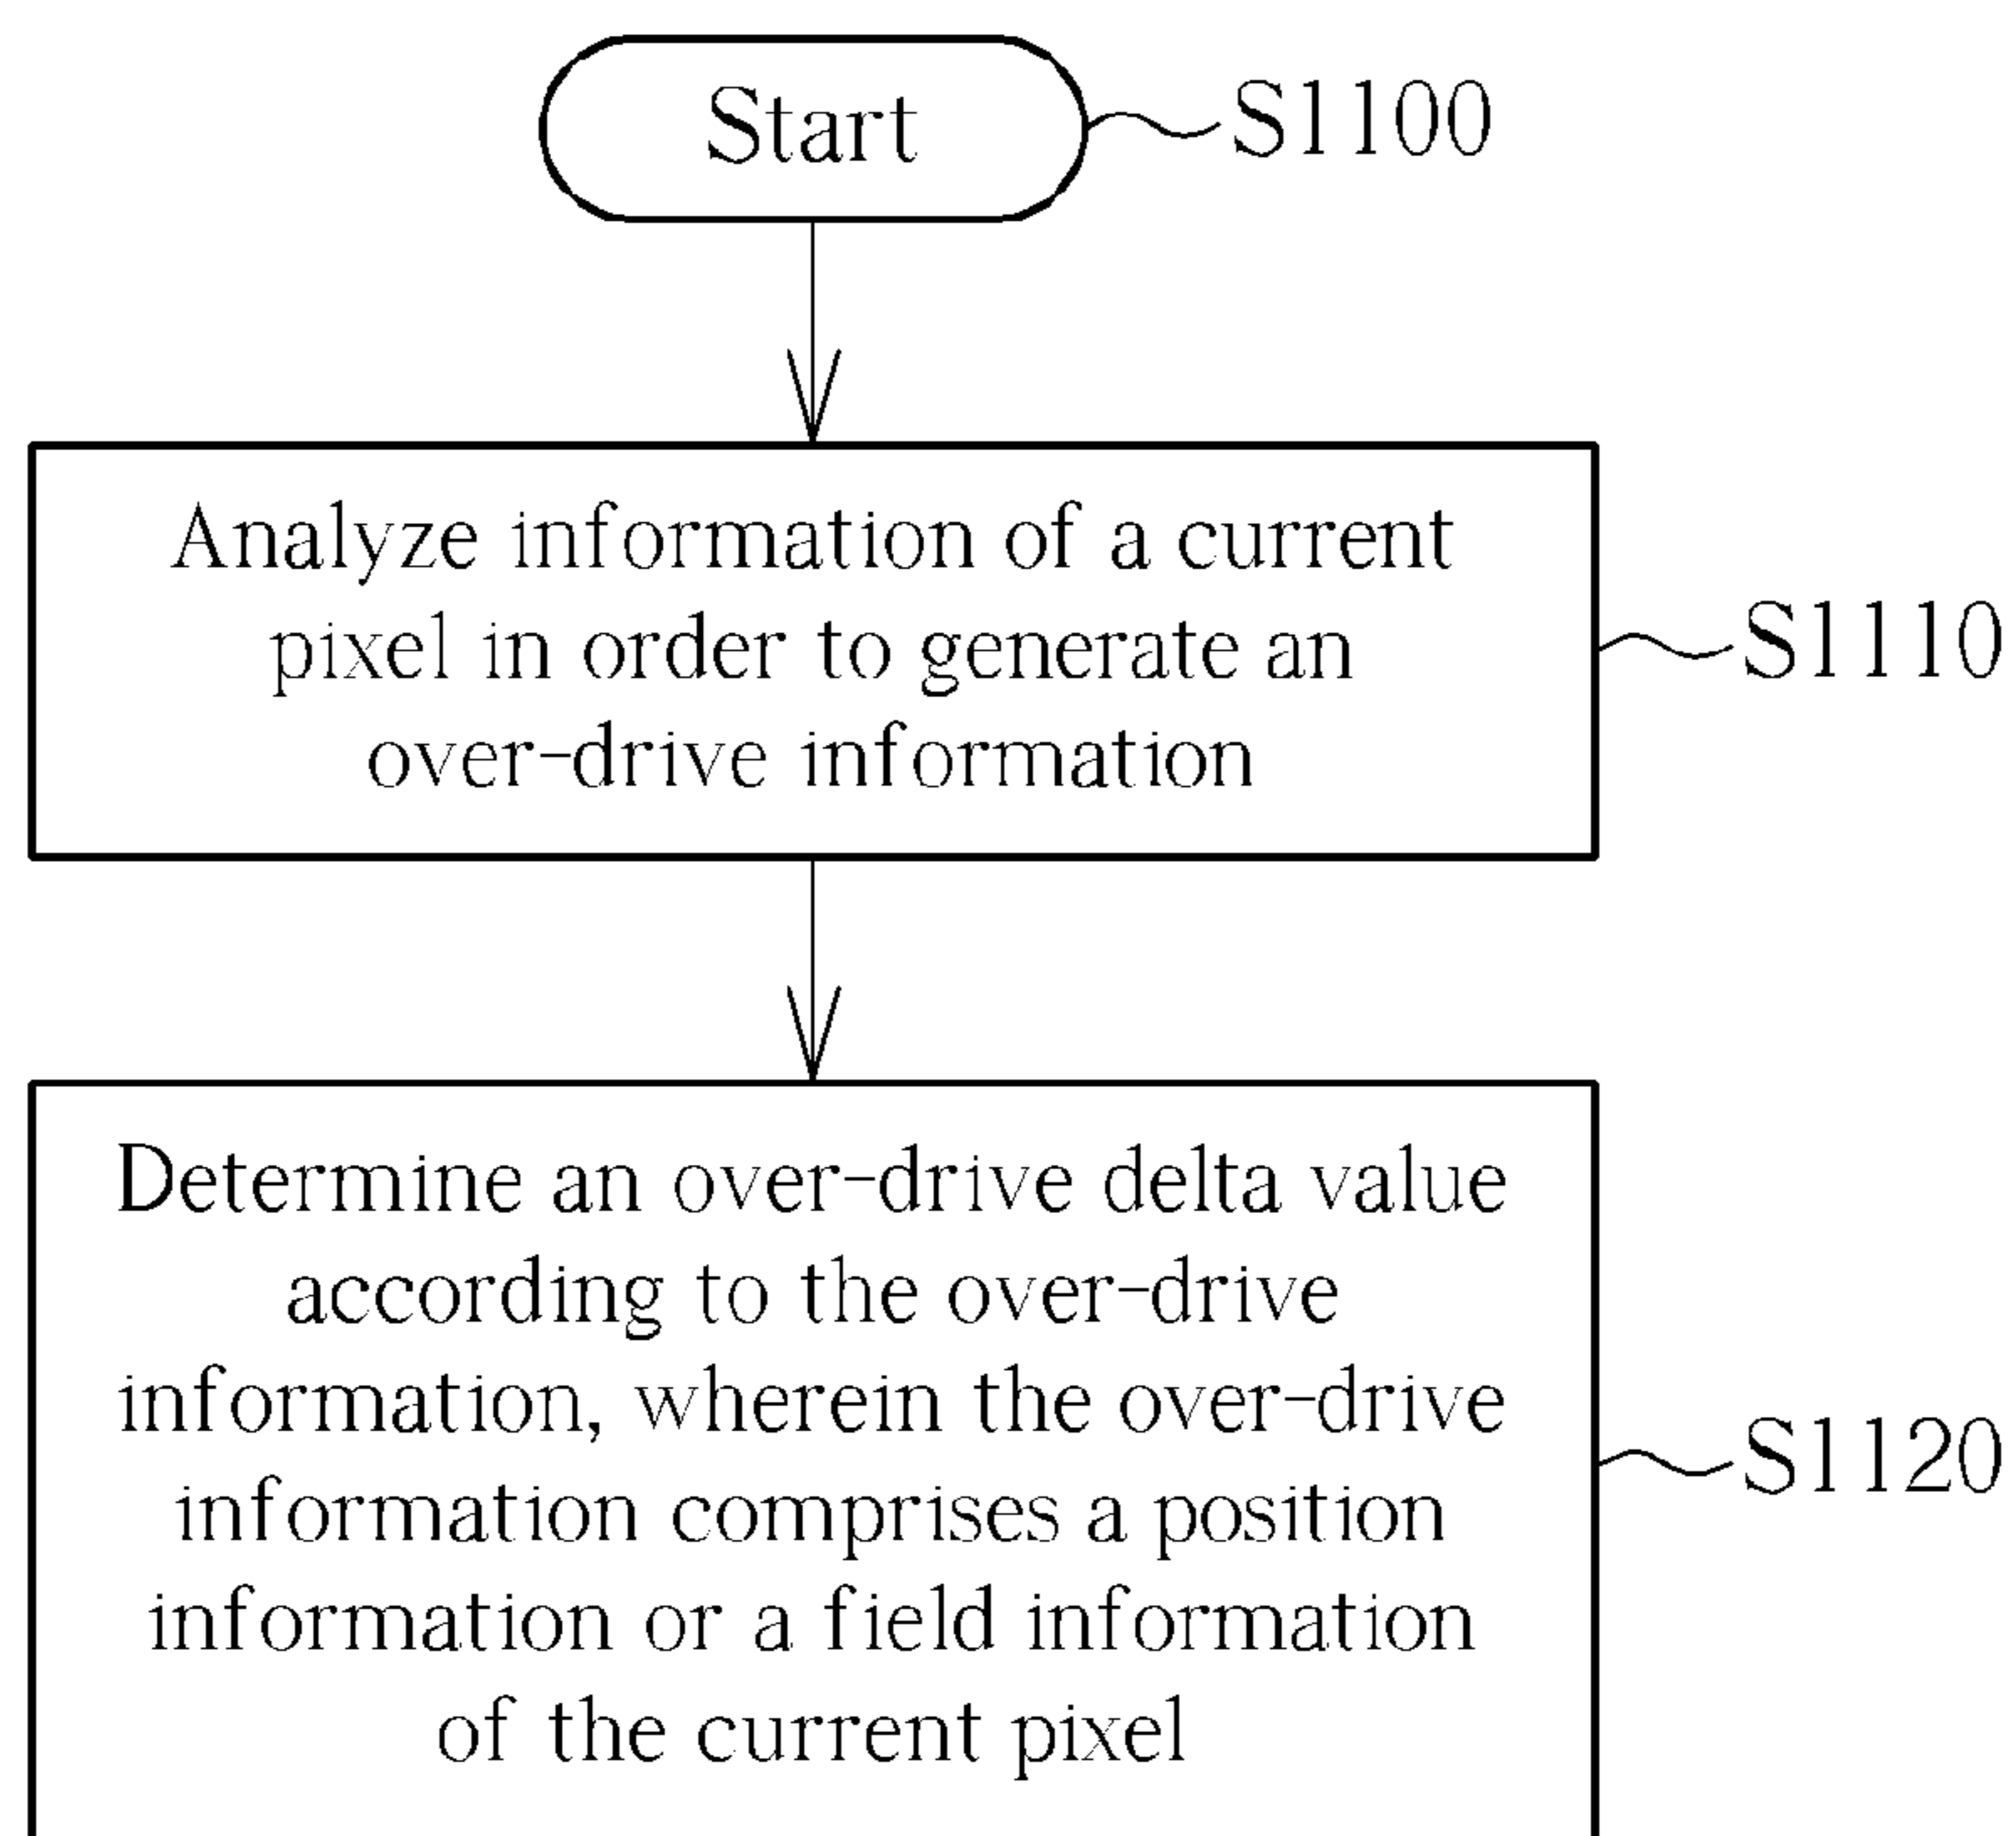 Start
S1100
Analyze information of a current
pixel in order to generate an
over-drive information
S1110
Determine an over-drive delta value
according to the over-drive
information, wherein the over-drive
information comprises a position
information or a field information
of the current pixel
S1120